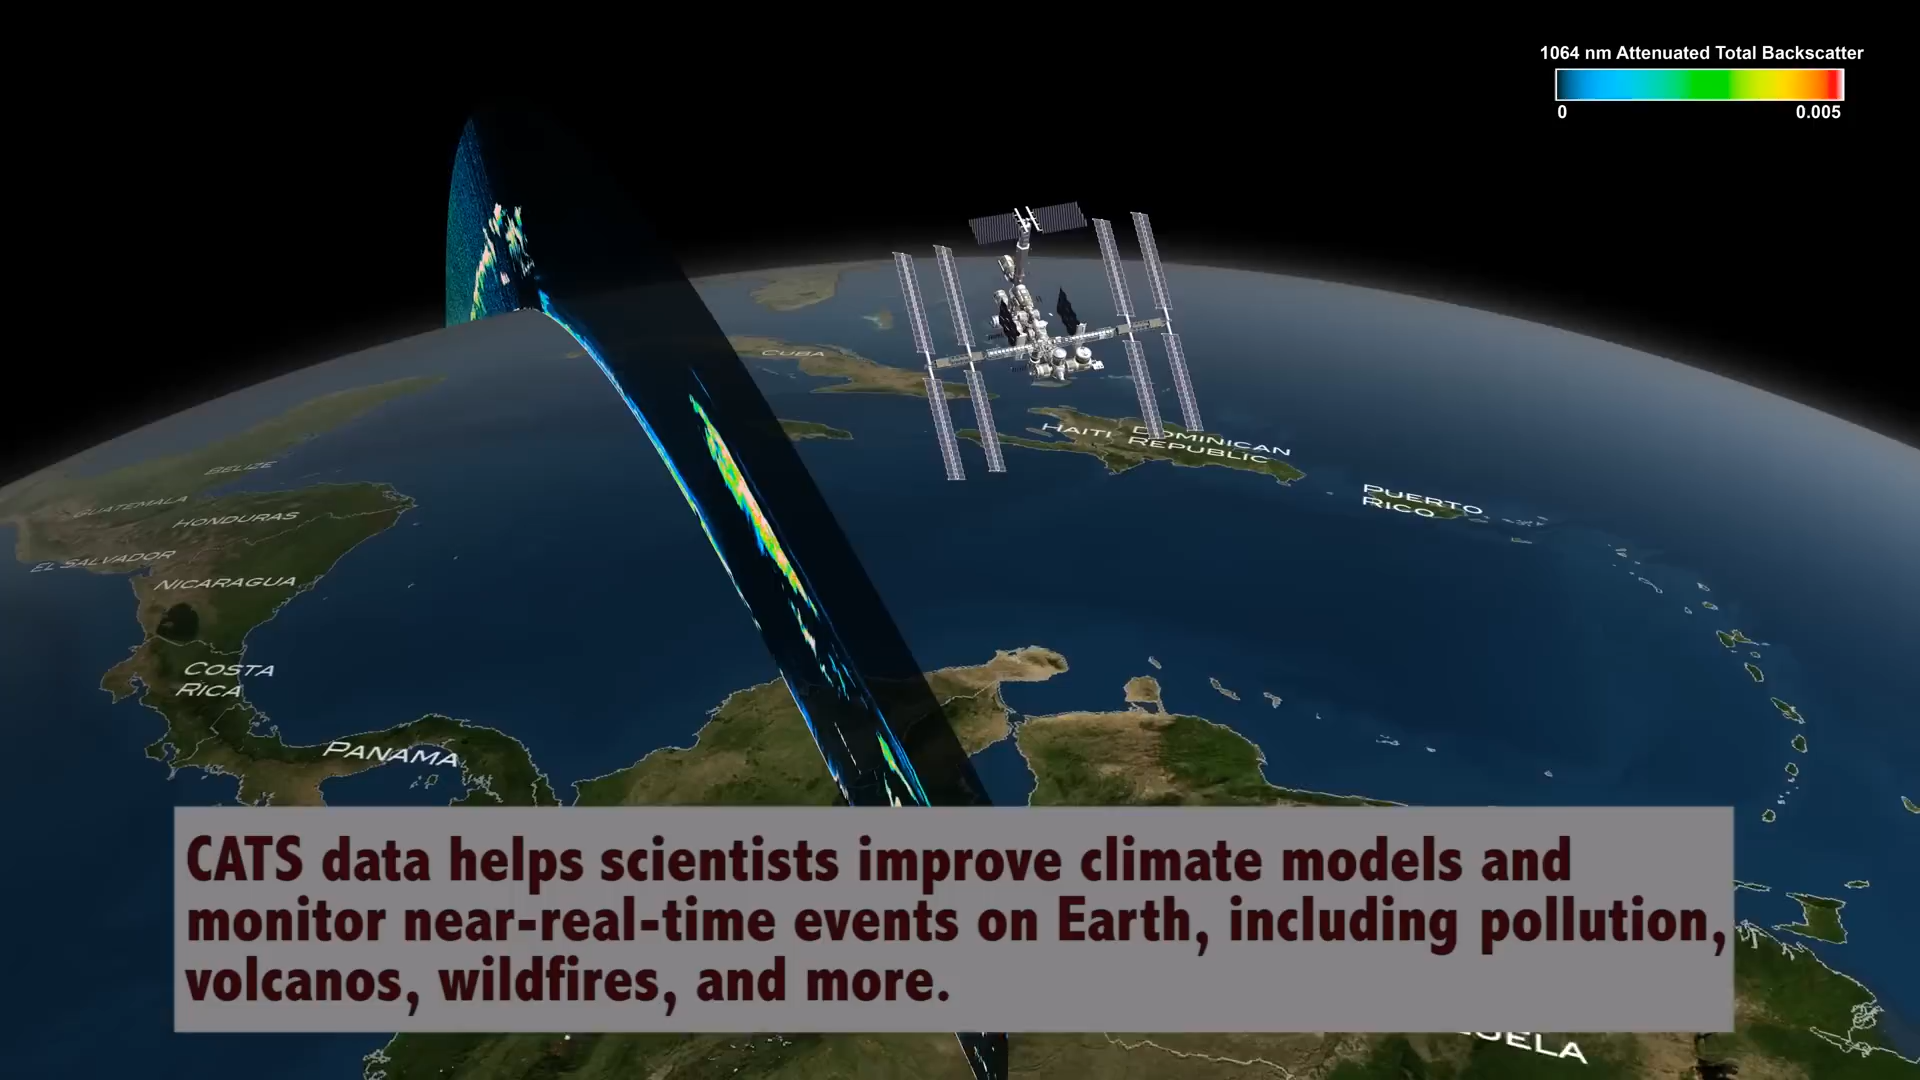 1064 nm Attenuated Total Backscatter
0
0.005
CUBA
HAITI
DOMINICAN
REPUBLIC
PUERTO
RICO
BELIZE
GUATEMALA
HONDURAS
EL SALVADOR
NICARAGUA
COSTA
RICA
PANAMA
CATS data helps scientists improve climate models and
monitor near-real-time events on Earth, including pollution,
volcanos, wildfires, and more.